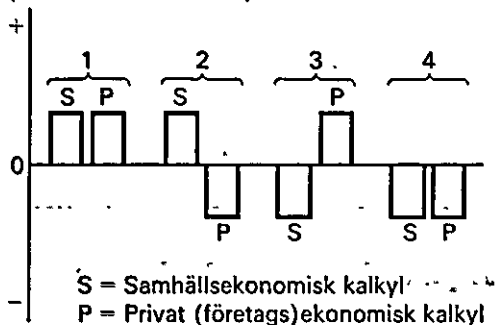 +
1 2 3 4
S P S P
0
P S S P
S = Samhällsekonomisk kalkyl
P = Privat (företags)ekonomisk kalkyl
−